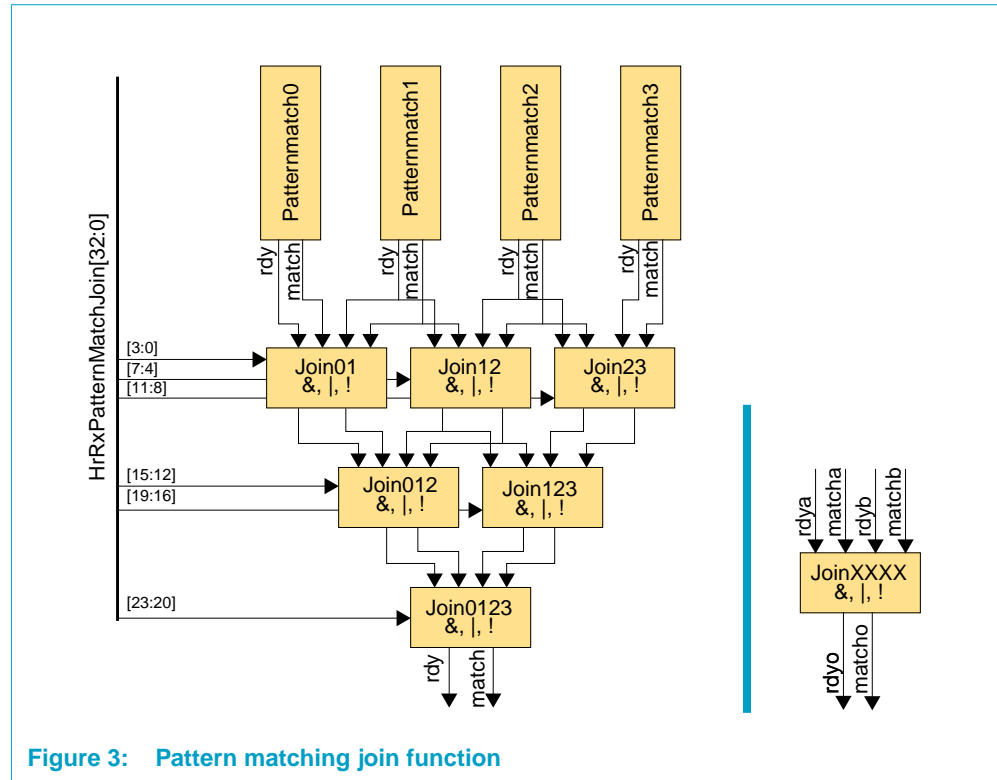 HrRxPatternMatchJoin[32:0]
Patternmatch0
Patternmatch1
Patternmatch2
Patternmatch3
rdy
match
rdy
match
rdy
match
rdy
match
[3:0]
[7:4]
[11:8]
Join01
&, |, !
Join12
&, |, !
Join23
&, |, !
[15:12]
[19:16]
Join012
&, |, !
Join123
&, |, !
[23:20]
Join0123
&, |, !
rdy
match
rdya
matcha
rdyb
matchb
JoinXXXX
&, |, !
rdyo
matcho
Figure 3: Pattern matching join function